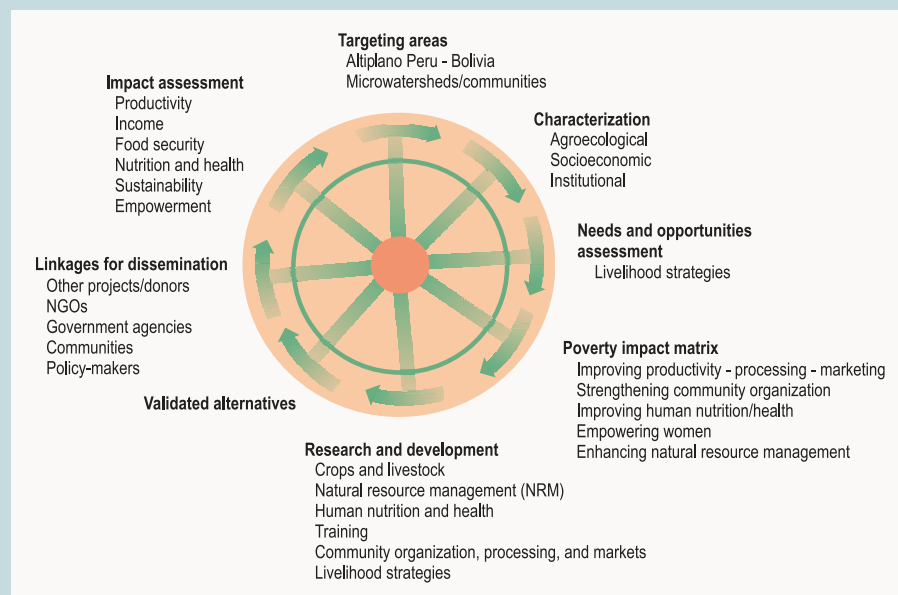 Targeting areas
Altiplano Peru - Bolivia
Microwatersheds/communities
Characterization
Agroecological
Socioeconomic
Institutional
Needs and opportunities
assessment
Livelihood strategies
Poverty impact matrix
Improving productivity - processing - marketing
Strengthening community organization
Improving human nutrition/health
Empowering women
Enhancing natural resource management
Research and development
Crops and livestock
Natural resource management (NRM)
Human nutrition and health
Training
Community organization, processing, and markets
Livelihood strategies
Validated alternatives
Linkages for dissemination
Other projects/donors
NGOs
Government agencies
Communities
Policy-makers
Impact assessment
Productivity
Income
Food security
Nutrition and health
Sustainability
Empowerment